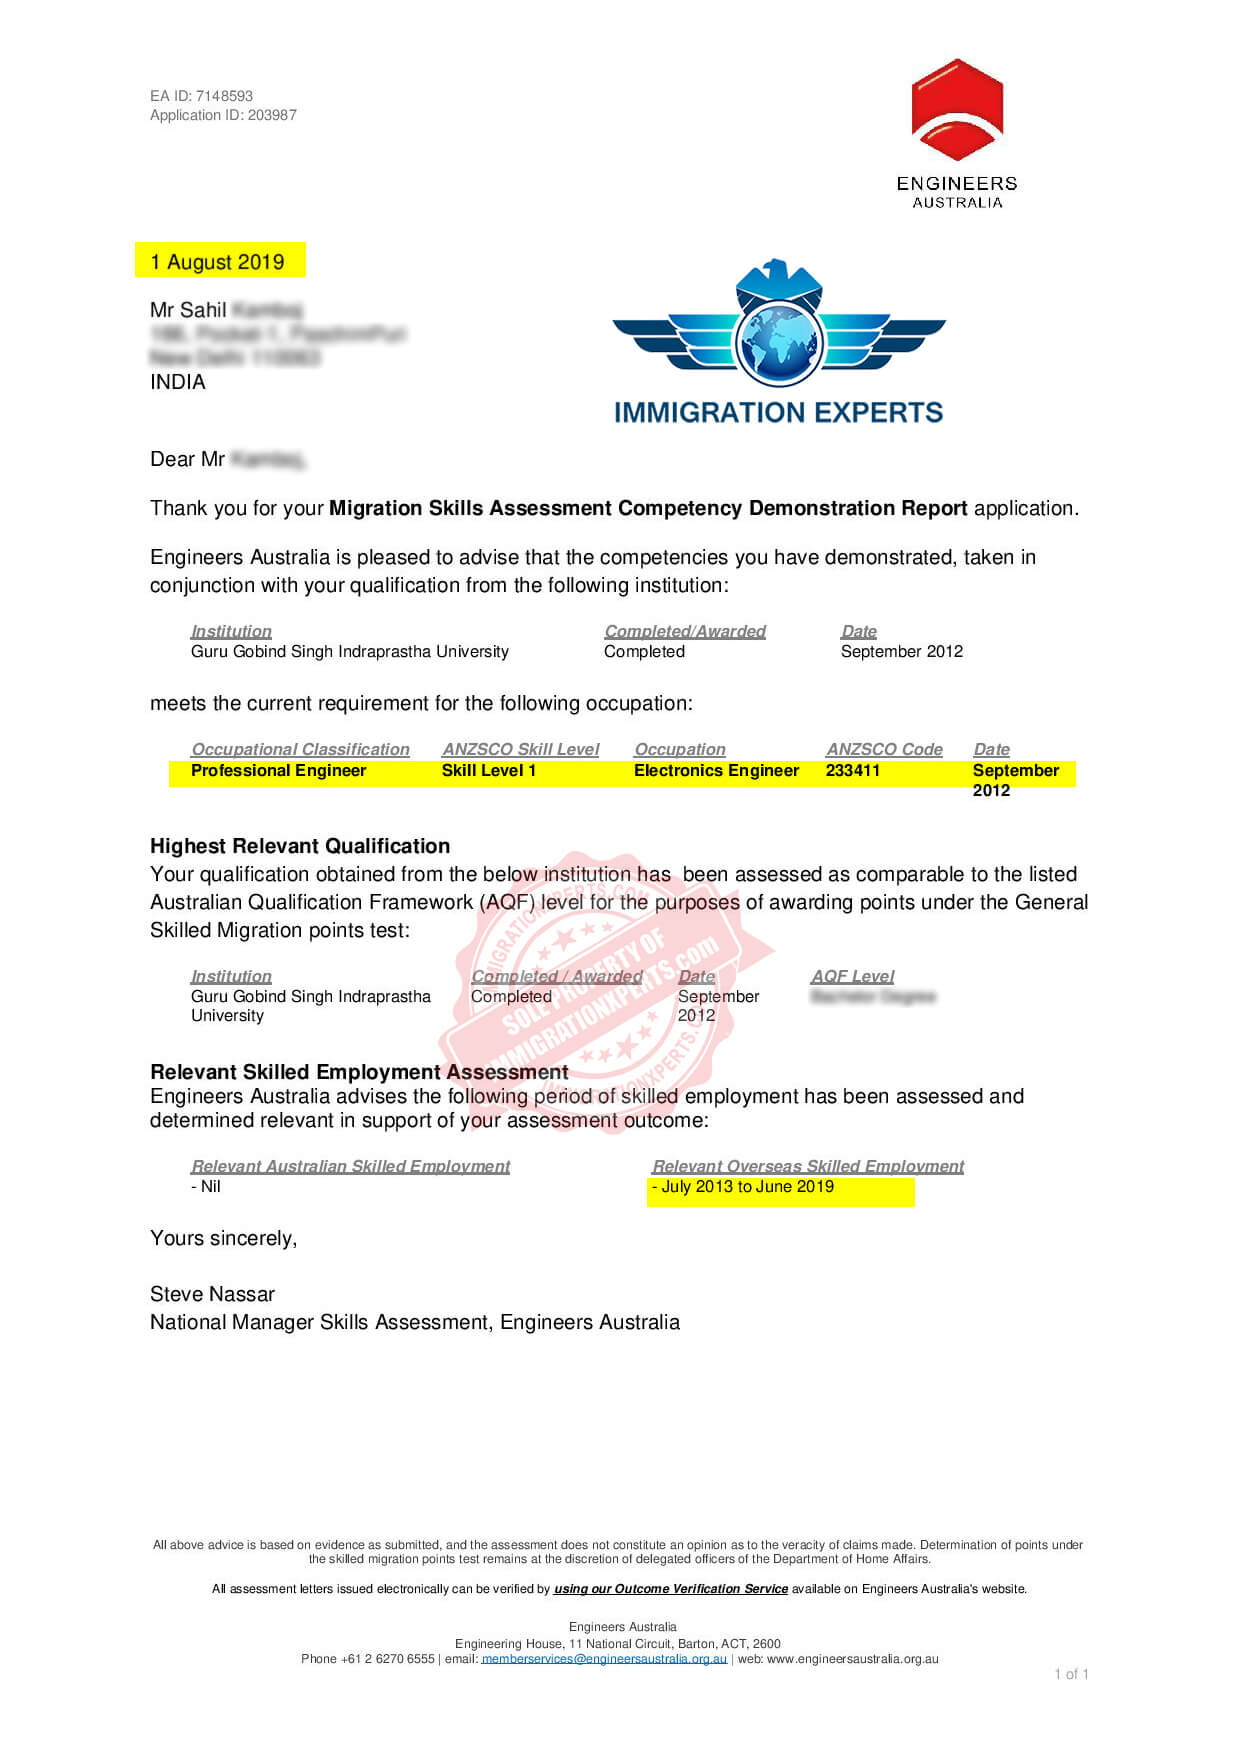 EA ID: 7148593
Application ID: 203987
ENGINEERS
AUSTRALIA
1 August 2019
Mr Sahil
INDIA
IMMIGRATION EXPERTS
Dear Mr
Thank you for your Migration Skills Assessment Competency Demonstration Report application.
Engineers Australia is pleased to advise that the competencies you have demonstrated, taken in
conjunction with your qualification from the following institution:
Institution Completed/Awarded Date
Guru Gobind Singh Indraprastha University Completed September 2012
meets the current requirement for the following occupation:
Occupational Classification ANZSCO Skill Level Occupation ANZSCO Code Date
Professional Engineer Skill Level 1 Electronics Engineer 233411 September
2012
Highest Relevant Qualification
Your qualification obtained from the below institution has been assessed as comparable to the listed
Australian Qualification Framework (AQF) level for the purposes of awarding points under the General
Skilled Migration points test:
Institution Completed / Awarded Date AQF Level
Guru Gobind Singh Indraprastha Completed September
University 2012
IMMIGRATIONXPERTS.COM
SOLE PROPERTY OF
IMMIGRATIONXPERTS.com
IMMIGRATIONXPERTS.COM
Relevant Skilled Employment Assessment
Engineers Australia advises the following period of skilled employment has been assessed and
determined relevant in support of your assessment outcome:
Relevant Australian Skilled Employment Relevant Overseas Skilled Employment
- Nil - July 2013 to June 2019
Yours sincerely,
Steve Nassar
National Manager Skills Assessment, Engineers Australia
All above advice is based on evidence as submitted, and the assessment does not constitute an opinion as to the veracity of claims made. Determination of points under
the skilled migration points test remains at the discretion of delegated officers of the Department of Home Affairs.
All assessment letters issued electronically can be verified by using our Outcome Verification Service available on Engineers Australia's website.
Engineers Australia
Engineering House, 11 National Circuit, Barton, ACT, 2600
Phone +61 2 6270 6555 | email: memberservices@engineersaustralia.org.au | web: www.engineersaustralia.org.au
1 of 1